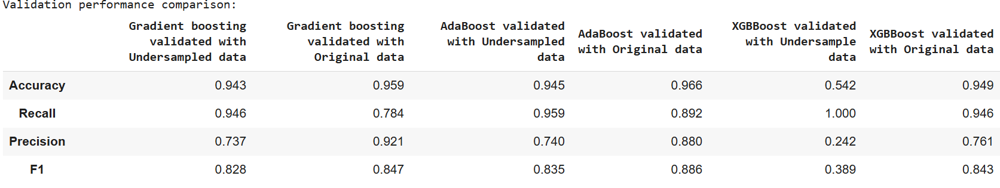 Validation performance comparison:
Gradient boosting validated with Undersampled data Gradient boosting validated with Original data AdaBoost validated with Undersampled data AdaBoost validated with Original data XGBBoost validated with Undersample data XGBBoost validated with Original data
Accuracy 0.943 0.959 0.945 0.966 0.542 0.949
Recall 0.946 0.784 0.959 0.892 1.000 0.946
Precision 0.737 0.921 0.740 0.880 0.242 0.761
F1 0.828 0.847 0.835 0.886 0.389 0.843